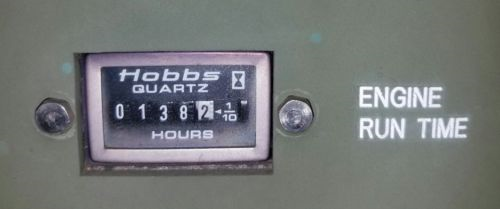 Hobbs
QUARTZ
0 1 3 8 2 ◄ 1/10
HOURS
ENGINE
RUN TIME